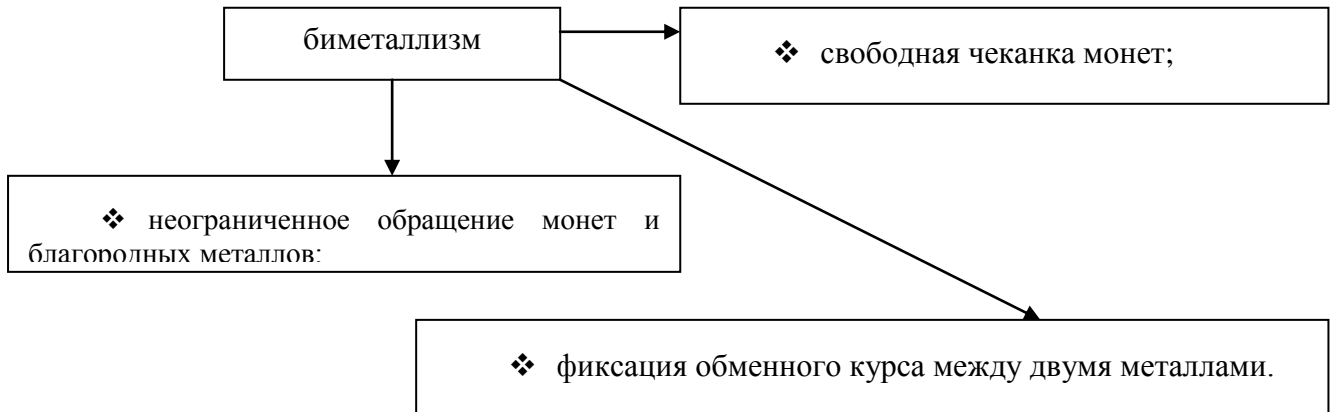 биметаллизм
❖ свободная чеканка монет;
❖ неограниченное обращение монет и
благородных металлов;
❖ фиксация обменного курса между двумя металлами.